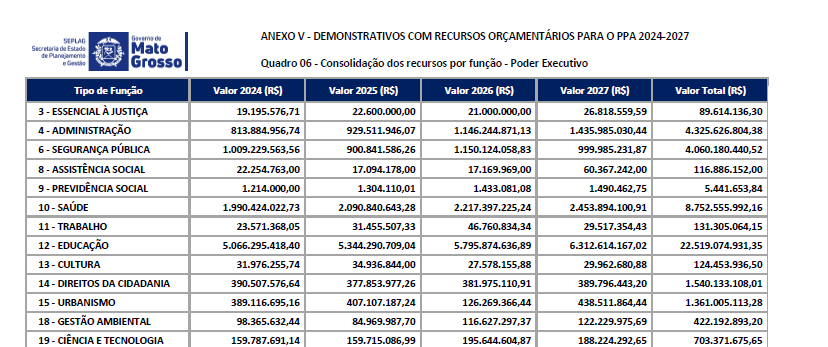 SEPLAG
Secretaria de Estado
de Planejamento
e Gestão
Governo de
Mato
Grosso
ANEXO V - DEMONSTRATIVOS COM RECURSOS ORÇAMENTÁRIOS PARA O PPA 2024-2027
Quadro 06 - Consolidação dos recursos por função - Poder Executivo
Tipo de Função Valor 2024 (R$) Valor 2025 (R$) Valor 2026 (R$) Valor 2027 (R$) Valor Total (R$)
3 - ESSENCIAL À JUSTIÇA 19.195.576,71 22.600.000,00 21.000.000,00 26.818.559,59 89.614.136,30
4 - ADMINISTRAÇÃO 813.884.956,74 929.511.946,07 1.146.244.871,13 1.435.985.030,44 4.325.626.804,38
6 - SEGURANÇA PÚBLICA 1.009.229.563,56 900.841.586,26 1.150.124.058,83 999.985.231,87 4.060.180.440,52
8 - ASSISTÊNCIA SOCIAL 22.254.763,00 17.094.178,00 17.169.969,00 60.367.242,00 116.886.152,00
9 - PREVIDÊNCIA SOCIAL 1.214.000,00 1.304.110,01 1.433.081,08 1.490.462,75 5.441.653,84
10 - SAÚDE 1.990.424.022,73 2.090.840.643,28 2.217.397.225,24 2.453.894.100,91 8.752.555.992,16
11 - TRABALHO 23.571.368,05 31.455.507,33 46.760.834,34 29.517.354,43 131.305.064,15
12 - EDUCAÇÃO 5.066.295.418,40 5.344.290.709,04 5.795.874.636,89 6.312.614.167,02 22.519.074.931,35
13 - CULTURA 31.976.255,74 34.936.844,00 27.578.155,88 29.962.680,88 124.453.936,50
14 - DIREITOS DA CIDADANIA 390.507.576,64 377.853.977,26 381.975.110,91 389.796.443,20 1.540.133.108,01
15 - URBANISMO 389.116.695,16 407.107.187,24 126.269.366,44 438.511.864,44 1.361.005.113,28
18 - GESTÃO AMBIENTAL 98.365.632,44 84.969.987,70 116.627.297,37 122.229.975,69 422.192.893,20
19 - CIÊNCIA E TECNOLOGIA 159.787.691,14 159.715.086,99 195.644.604,87 188.224.292,65 703.371.675,65